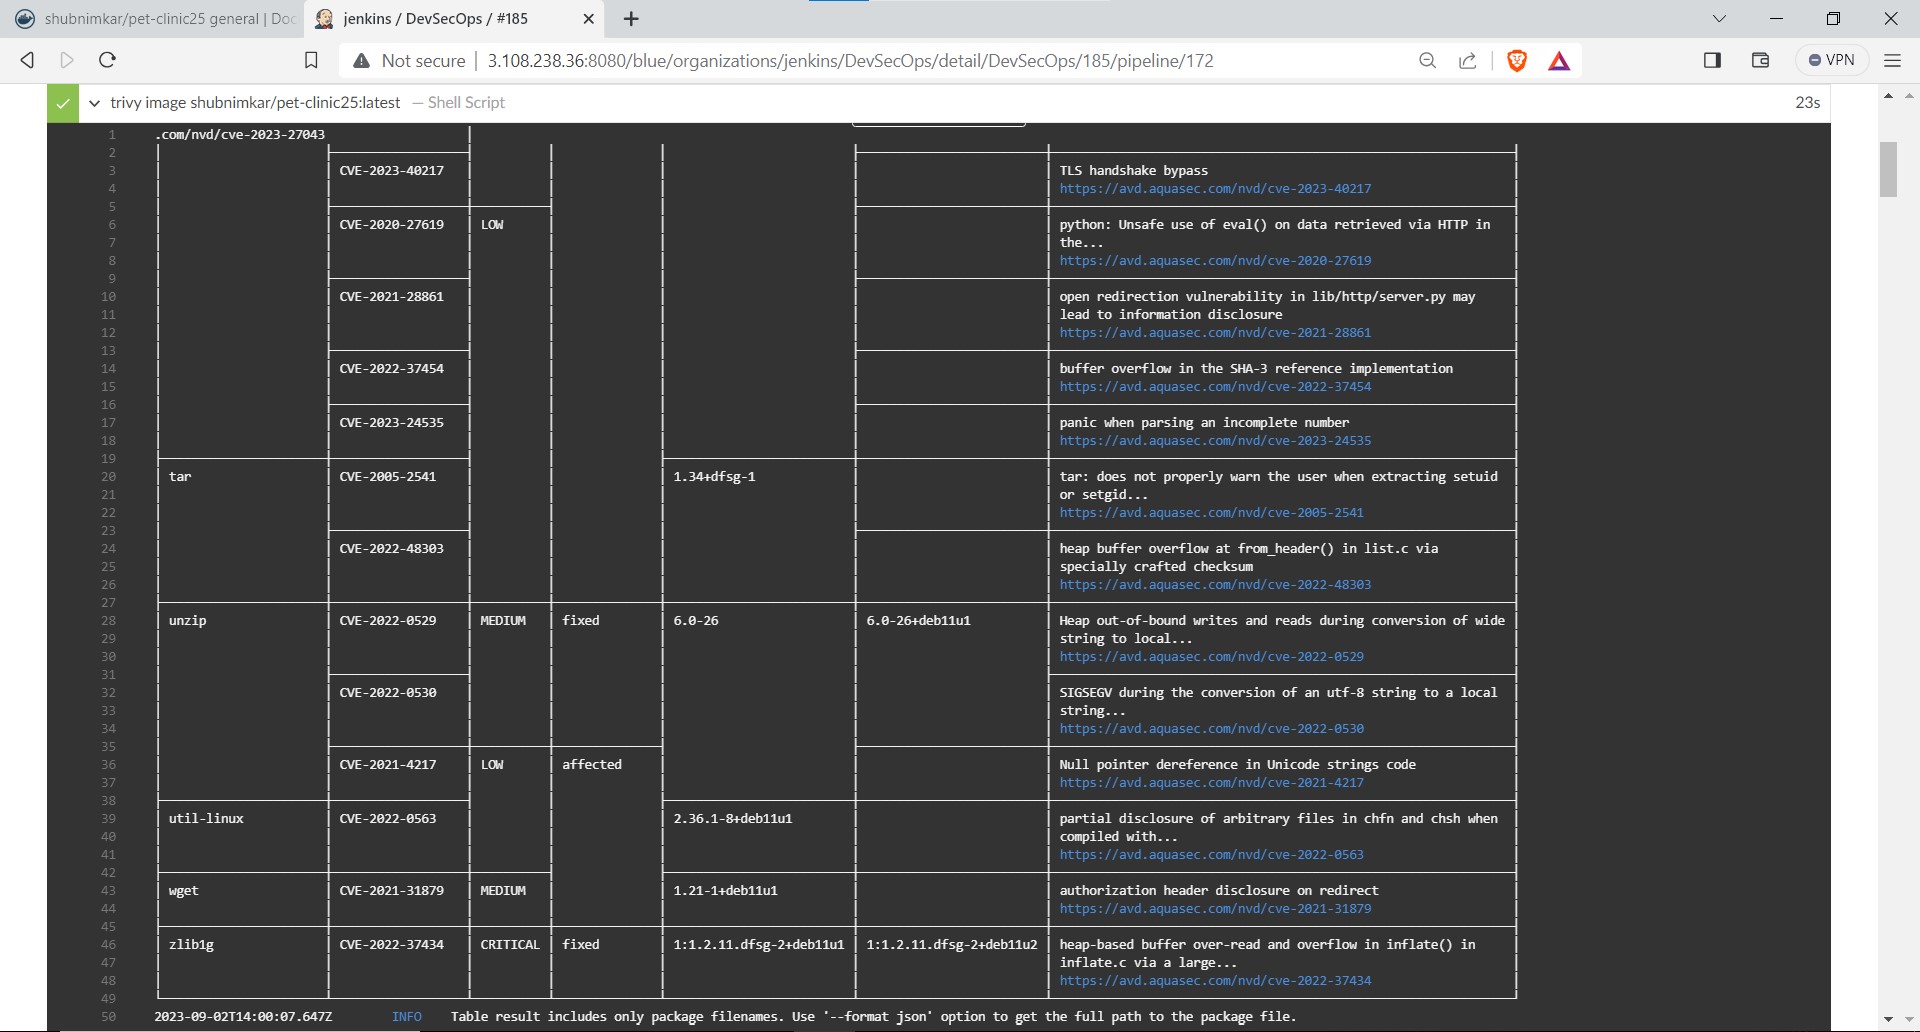 shubnimkar/pet-clinic25 general | Doc
jenkins / DevSecOps / #185
Not secure 3.108.238.36:8080/blue/organizations/jenkins/DevSecOps/detail/DevSecOps/185/pipeline/172
VPN
trivy image shubnimkar/pet-clinic25:latest — Shell Script 23s
1 .com/nvd/cve-2023-27043
2
3 CVE-2023-40217 TLS handshake bypass
4 https://avd.aquasec.com/nvd/cve-2023-40217
5
6 CVE-2020-27619 LOW python: Unsafe use of eval() on data retrieved via HTTP in
7 the...
8 https://avd.aquasec.com/nvd/cve-2020-27619
9
10 CVE-2021-28861 open redirection vulnerability in lib/http/server.py may
11 lead to information disclosure
12 https://avd.aquasec.com/nvd/cve-2021-28861
13
14 CVE-2022-37454 buffer overflow in the SHA-3 reference implementation
15 https://avd.aquasec.com/nvd/cve-2022-37454
16
17 CVE-2023-24535 panic when parsing an incomplete number
18 https://avd.aquasec.com/nvd/cve-2023-24535
19
20 tar CVE-2005-2541 1.34+dfsg-1 tar: does not properly warn the user when extracting setuid
21 or setgid...
22 https://avd.aquasec.com/nvd/cve-2005-2541
23
24 CVE-2022-48303 heap buffer overflow at from_header() in list.c via
25 specially crafted checksum
26 https://avd.aquasec.com/nvd/cve-2022-48303
27
28 unzip CVE-2022-0529 MEDIUM fixed 6.0-26 6.0-26+deb11u1 Heap out-of-bound writes and reads during conversion of wide
29 string to local...
30 https://avd.aquasec.com/nvd/cve-2022-0529
31
32 CVE-2022-0530 SIGSEGV during the conversion of an utf-8 string to a local
33 string...
34 https://avd.aquasec.com/nvd/cve-2022-0530
35
36 CVE-2021-4217 LOW affected Null pointer dereference in Unicode strings code
37 https://avd.aquasec.com/nvd/cve-2021-4217
38
39 util-linux CVE-2022-0563 2.36.1-8+deb11u1 partial disclosure of arbitrary files in chfn and chsh when
40 compiled with...
41 https://avd.aquasec.com/nvd/cve-2022-0563
42
43 wget CVE-2021-31879 MEDIUM 1.21-1+deb11u1 authorization header disclosure on redirect
44 https://avd.aquasec.com/nvd/cve-2021-31879
45
46 zlib1g CVE-2022-37434 CRITICAL fixed 1:1.2.11.dfsg-2+deb11u1 1:1.2.11.dfsg-2+deb11u2 heap-based buffer over-read and overflow in inflate() in
47 inflate.c via a large...
48 https://avd.aquasec.com/nvd/cve-2022-37434
49
50 2023-09-02T14:00:07.647Z INFO Table result includes only package filenames. Use '--format json' option to get the full path to the package file.